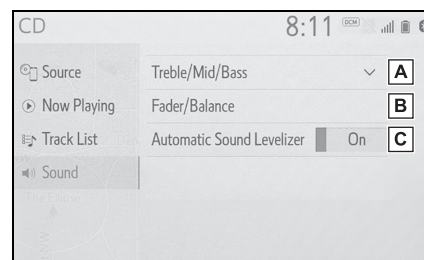 CD 8:11 DCM
Source
Now Playing
Track List
Sound
Treble/Mid/Bass A
Fader/Balance B
Automatic Sound Levelizer On C